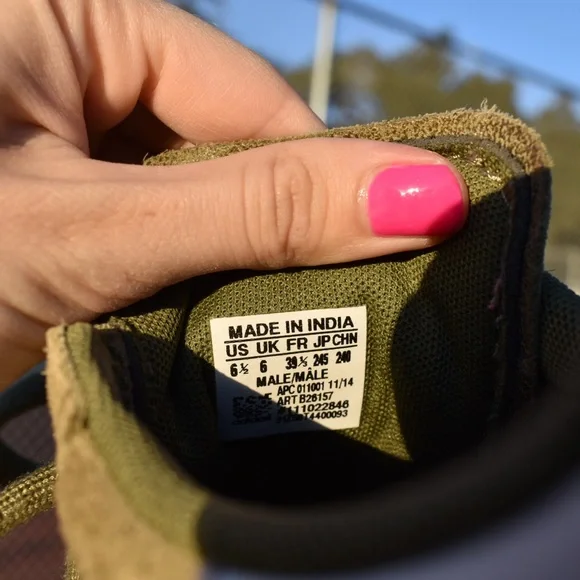 MADE IN INDIA
US UK FR JP CHN
6½ 6 39⅓ 245 240
MALE/MÂLE
APC 011001 11/14
ART B26157